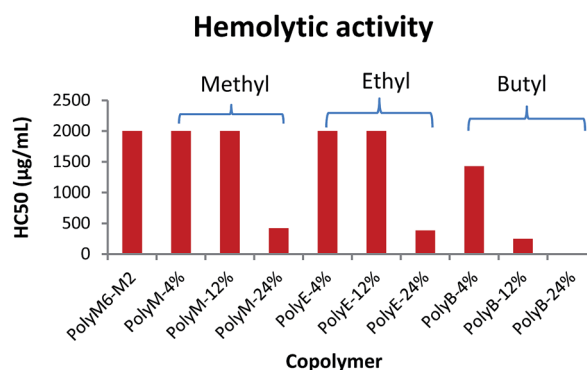 Hemolytic activity
Methyl
Ethyl
Butyl
HC50 (µg/mL)
2500
2000
1500
1000
500
0
PolyM6-M2
PolyM-4%
PolyM-12%
PolyM-24%
PolyE-4%
PolyE-12%
PolyE-24%
PolyB-4%
PolyB-12%
PolyB-24%
Copolymer